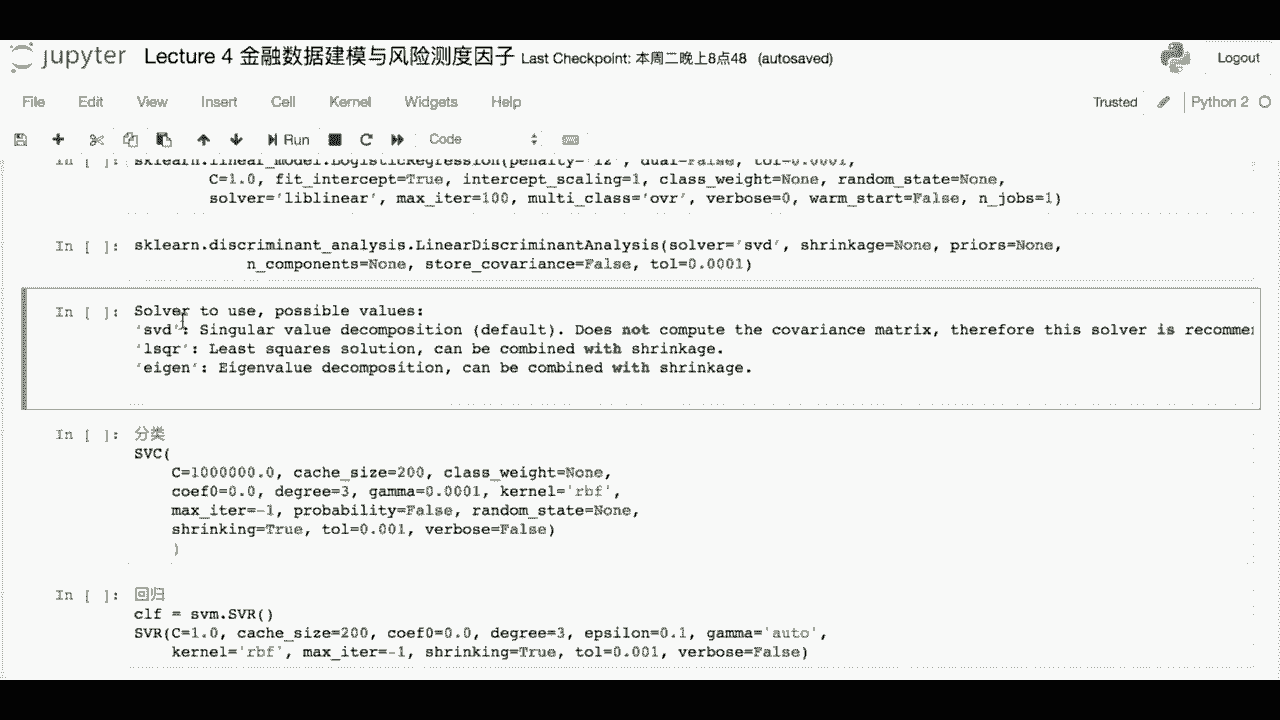 jupyter Lecture 4 金融数据建模与风险测度因子 Last Checkpoint: 本周二晚上8点48 (autosaved) Logout
File Edit View Insert Cell Kernel Widgets Help Trusted Python 2
Run Code
In [ ]: sklearn.linear_model.LogisticRegression(penalty='l2', dual=False, tol=0.0001,
C=1.0, fit_intercept=True, intercept_scaling=1, class_weight=None, random_state=None,
solver='liblinear', max_iter=100, multi_class='ovr', verbose=0, warm_start=False, n_jobs=1)
In [ ]: sklearn.discriminant_analysis.LinearDiscriminantAnalysis(solver='svd', shrinkage=None, priors=None,
n_components=None, store_covariance=False, tol=0.0001)
In [ ]: Solver to use, possible values:
'svd': Singular value decomposition (default). Does not compute the covariance matrix, therefore this solver is recomme
'lsqr': Least squares solution, can be combined with shrinkage.
'eigen': Eigenvalue decomposition, can be combined with shrinkage.
In [ ]: 分类
SVC(
C=1000000.0, cache_size=200, class_weight=None,
coef0=0.0, degree=3, gamma=0.0001, kernel='rbf',
max_iter=-1, probability=False, random_state=None,
shrinking=True, tol=0.001, verbose=False)
)
In [ ]: 回归
clf = svm.SVR()
SVR(C=1.0, cache_size=200, coef0=0.0, degree=3, epsilon=0.1, gamma='auto',
kernel='rbf', max_iter=-1, shrinking=True, tol=0.001, verbose=False)